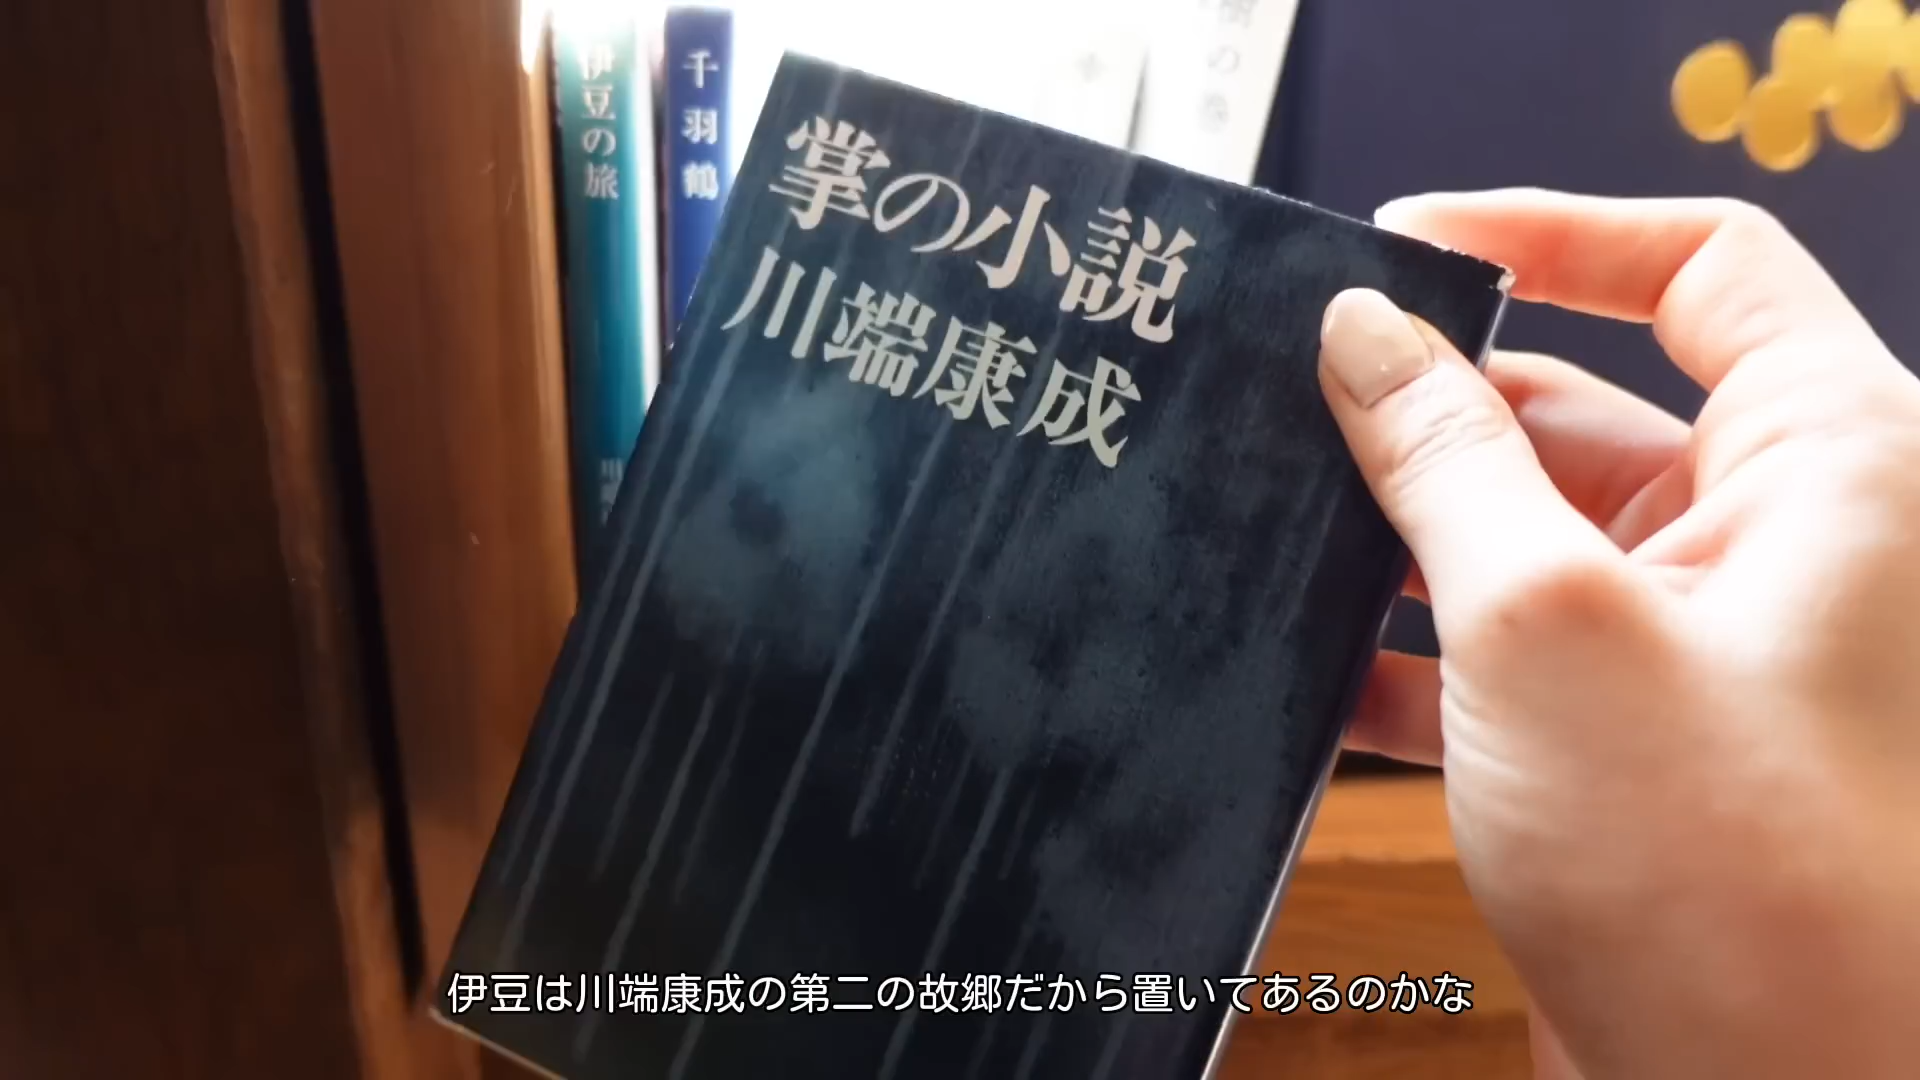 伊豆の旅
千羽鶴
の
掌の小説
川端康成
伊豆は川端康成の第二の故郷だから置いてあるのかな